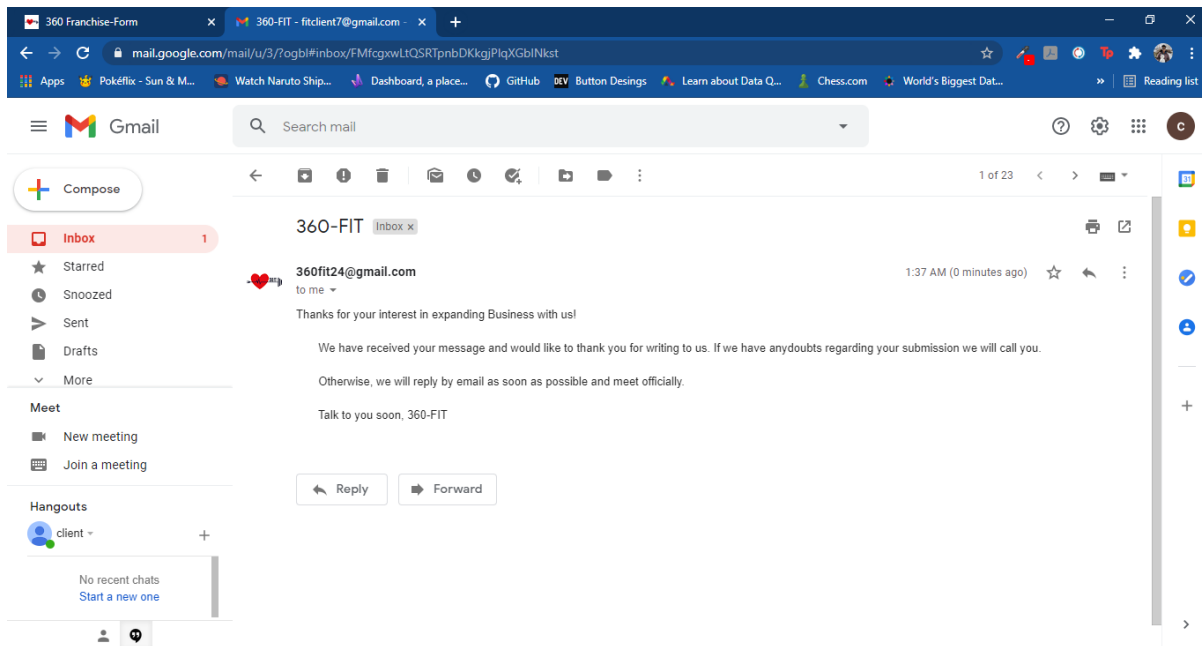 360 Franchise-Form
360-FIT - fitclient7@gmail.com -
mail.google.com/mail/u/3/?ogbl#inbox/FMfcgxwLtQSRTpnbDKkgjPlqXGblNkst
Apps Pokéflix - Sun & M... Watch Naruto Ship... Dashboard, a place... GitHub DEV Button Desings Learn about Data Q... Chess.com World's Biggest Dat... » Reading list
Gmail
Search mail
C
Compose
1 of 23
31
Inbox 1
Starred
Snoozed
Sent
Drafts
More
Meet
New meeting
Join a meeting
Hangouts
client
No recent chats
Start a new one
360-FIT Inbox x
360fit24@gmail.com 1:37 AM (0 minutes ago)
to me
Thanks for your interest in expanding Business with us!
We have received your message and would like to thank you for writing to us. If we have anydoubts regarding your submission we will call you.
Otherwise, we will reply by email as soon as possible and meet officially.
Talk to you soon, 360-FIT
Reply Forward